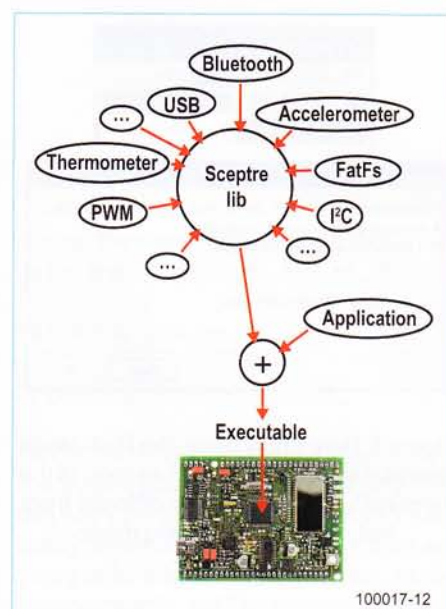 Bluetooth
USB
...
Accelerometer
Thermometer
Sceptre
lib
FatFs
PWM
I²C
...
...
Application
+
Executable
100017-12